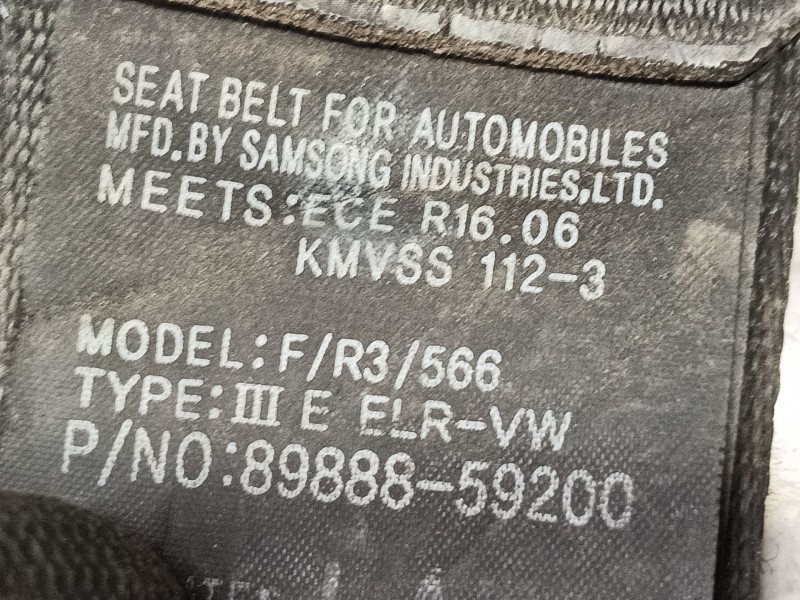 SEAT BELT FOR AUTOMOBILES
MFD.BY SAMSONG INDUSTRIES,LTD.
MEETS:ECE R16.06
KMVSS 112-3
MODEL:F/R3/566
TYPE:III E ELR-VW
P/NO:89888-59200